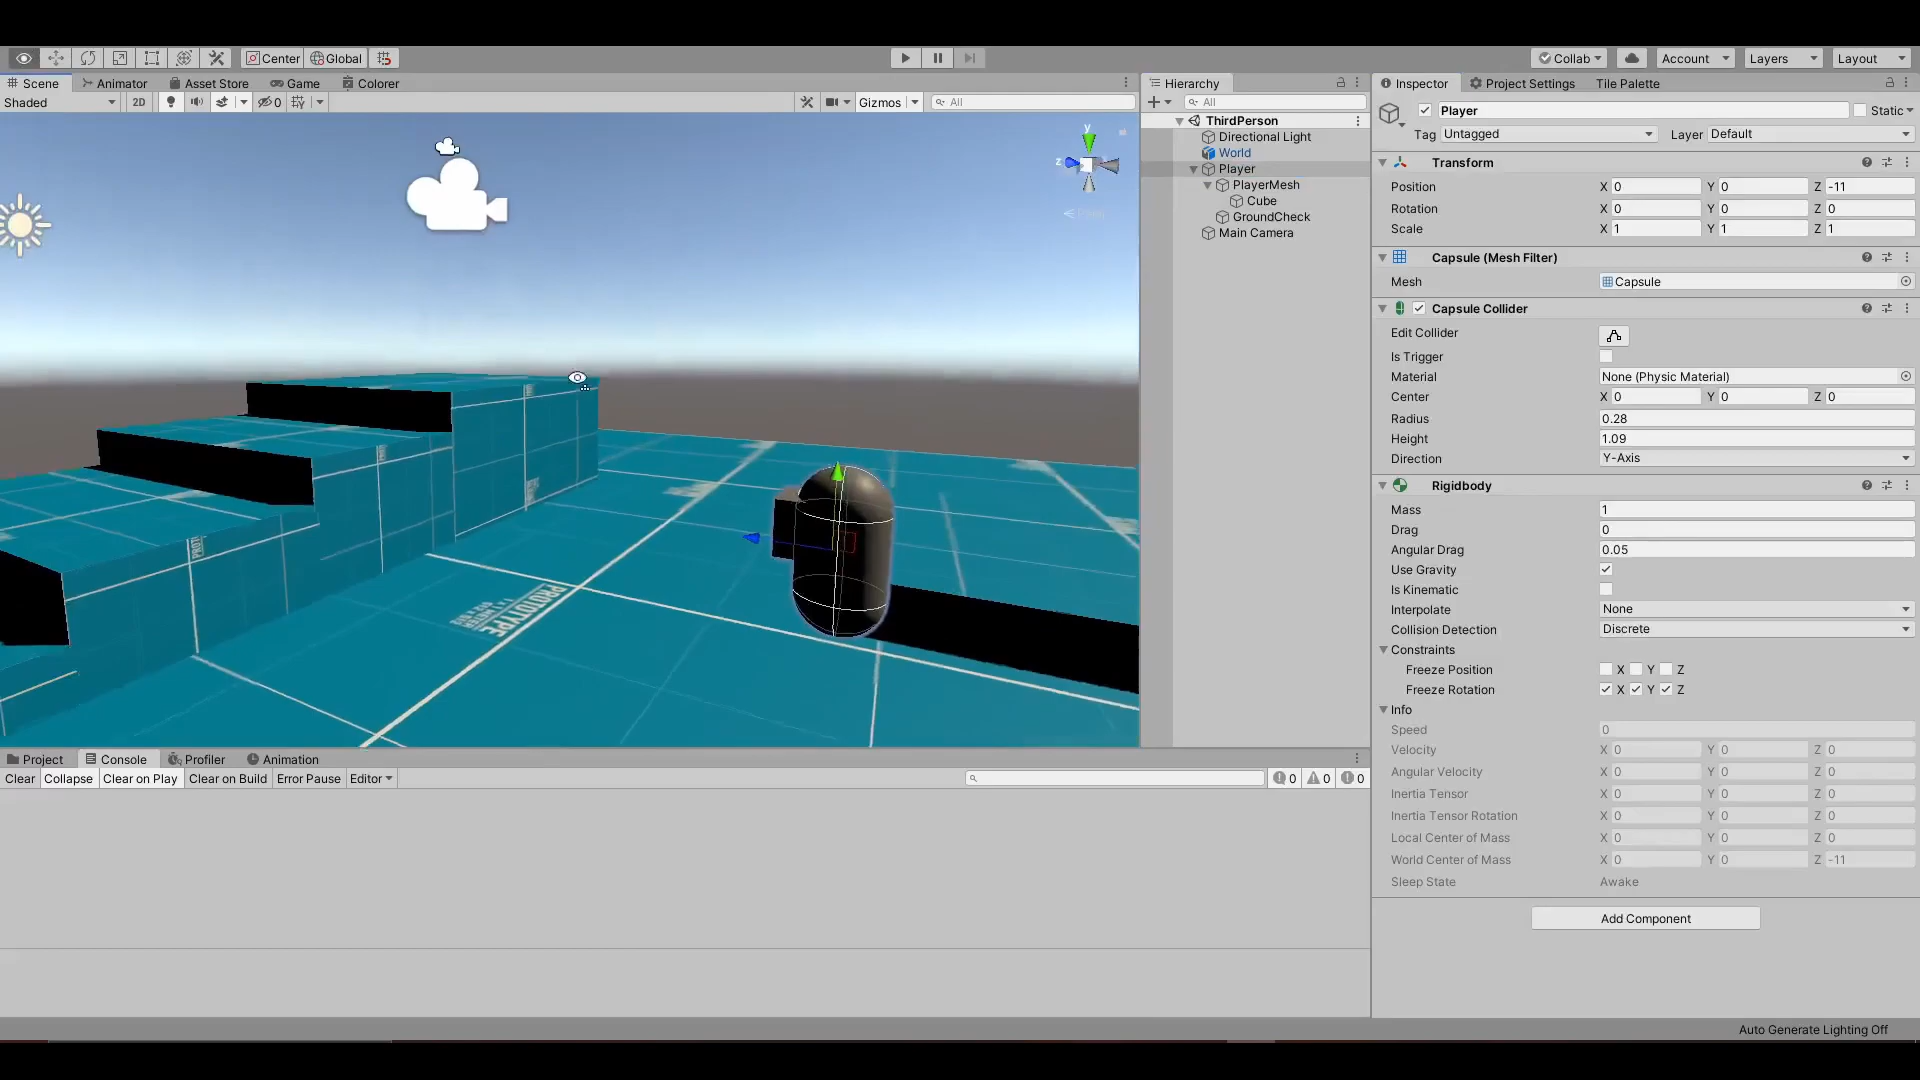 Center Global Collab Account Layers Layout
Scene Animator Asset Store Game Colorer
Shaded 2D 0 Gizmos All
Hierarchy
All
ThirdPerson
Directional Light
World
Player
PlayerMesh
Cube
GroundCheck
Main Camera
Inspector Project Settings Tile Palette
Player Static
Tag Untagged Layer Default
Transform
Position X 0 Y 0 Z -11
Rotation X 0 Y 0 Z 0
Scale X 1 Y 1 Z 1
Capsule (Mesh Filter)
Mesh Capsule
Capsule Collider
Edit Collider
Is Trigger
Material None (Physic Material)
Center X 0 Y 0 Z 0
Radius 0.28
Height 1.09
Direction Y-Axis
Rigidbody
Mass 1
Drag 0
Angular Drag 0.05
Use Gravity
Is Kinematic
Interpolate None
Collision Detection Discrete
Constraints
Freeze Position X Y Z
Freeze Rotation X Y Z
Info
Speed 0
Velocity X 0 Y 0 Z 0
Angular Velocity X 0 Y 0 Z 0
Inertia Tensor X 0 Y 0 Z 0
Inertia Tensor Rotation X 0 Y 0 Z 0
Local Center of Mass X 0 Y 0 Z 0
World Center of Mass X 0 Y 0 Z -11
Sleep State Awake
Add Component
y
z
PROTOTYPE
Project Console Profiler Animation
Clear Collapse Clear on Play Clear on Build Error Pause Editor 0 0 0
Auto Generate Lighting Off